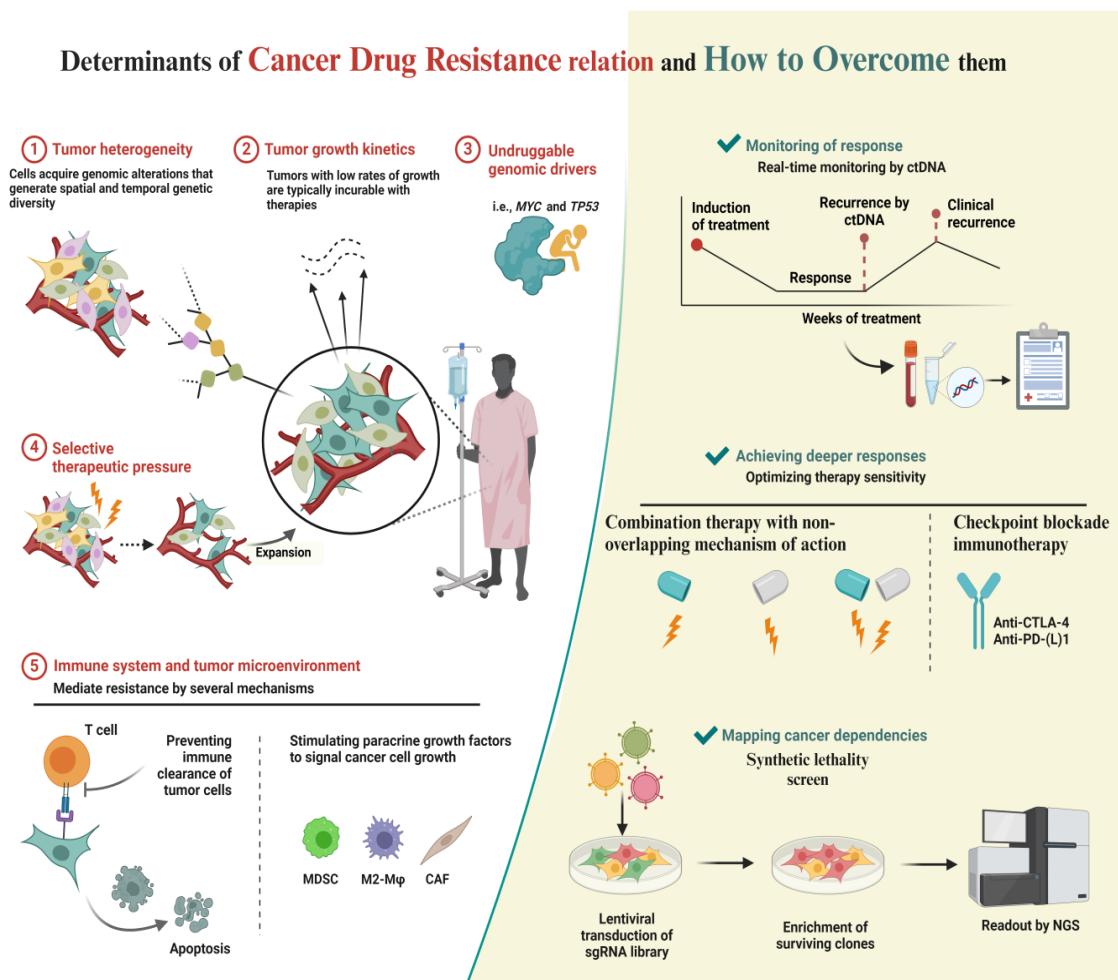 Determinants of Cancer Drug Resistance relation and How to Overcome them
1 Tumor heterogeneity
Cells acquire genomic alterations that
generate spatial and temporal genetic
diversity
2 Tumor growth kinetics
Tumors with low rates of growth
are typically incurable with
therapies
3 Undruggable
genomic drivers
i.e., MYC and TP53
4 Selective
therapeutic pressure
Expansion
5 Immune system and tumor microenvironment
Mediate resistance by several mechanisms
T cell
Preventing
immune
clearance of
tumor cells
Apoptosis
Stimulating paracrine growth factors
to signal cancer cell growth
MDSC
M2-Mφ
CAF
Monitoring of response
Real-time monitoring by ctDNA
Induction
of treatment
Response
Recurrence by
ctDNA
Clinical
recurrence
Weeks of treatment
Achieving deeper responses
Optimizing therapy sensitivity
Combination therapy with non-
overlapping mechanism of action
Checkpoint blockade
immunotherapy
Anti-CTLA-4
Anti-PD-(L)1
Mapping cancer dependencies
Synthetic lethality
screen
Lentiviral
transduction of
sgRNA library
Enrichment of
surviving clones
Readout by NGS